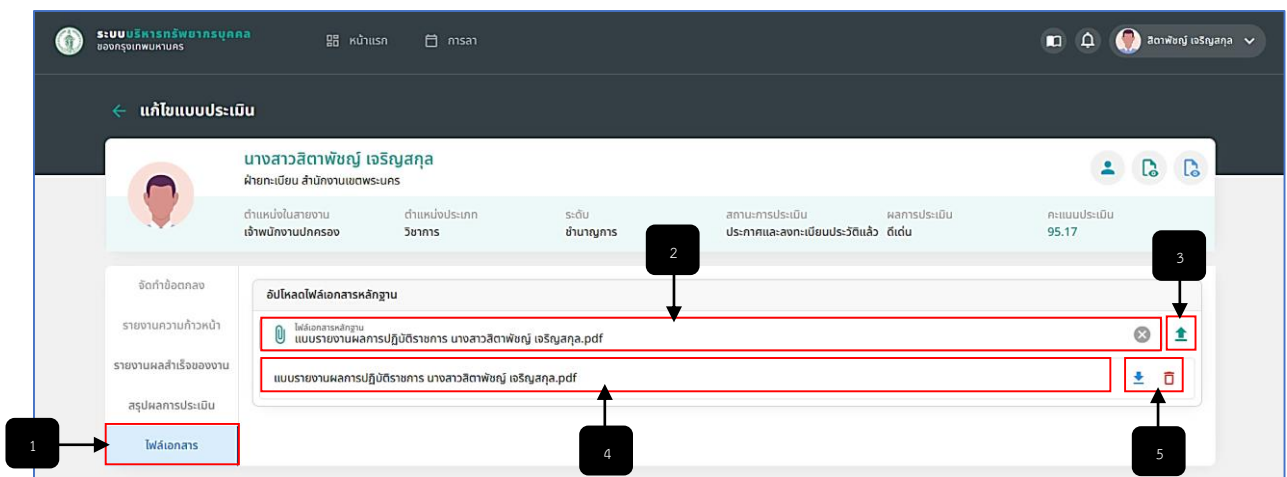 ระบบบริหารทรัพยากรบุคคล
ของกรุงเทพมหานคร
หน้าแรก
การลา
สิตาพัชญ์ เจริญสกุล
แก้ไขแบบประเมิน
นางสาวสิตาพัชญ์ เจริญสกุล
ฝ่ายทะเบียน สำนักงานเขตพระนคร
ตำแหน่งในสายงาน ตำแหน่งประเภท ระดับ สถานะการประเมิน ผลการประเมิน คะแนนประเมิน
เจ้าพนักงานปกครอง วิชาการ ชำนาญการ ประกาศและลงทะเบียนประวัติแล้ว ดีเด่น 95.17
2
3
จัดทำข้อตกลง
รายงานความก้าวหน้า
รายงานผลสำเร็จของงาน
สรุปผลการประเมิน
1
ไฟล์เอกสาร
อัปโหลดไฟล์เอกสารหลักฐาน
ไฟล์เอกสารหลักฐาน
แบบรายงานผลการปฏิบัติราชการ นางสาวสิตาพัชญ์ เจริญสกุล.pdf
แบบรายงานผลการปฏิบัติราชการ นางสาวสิตาพัชญ์ เจริญสกุล.pdf
4
5